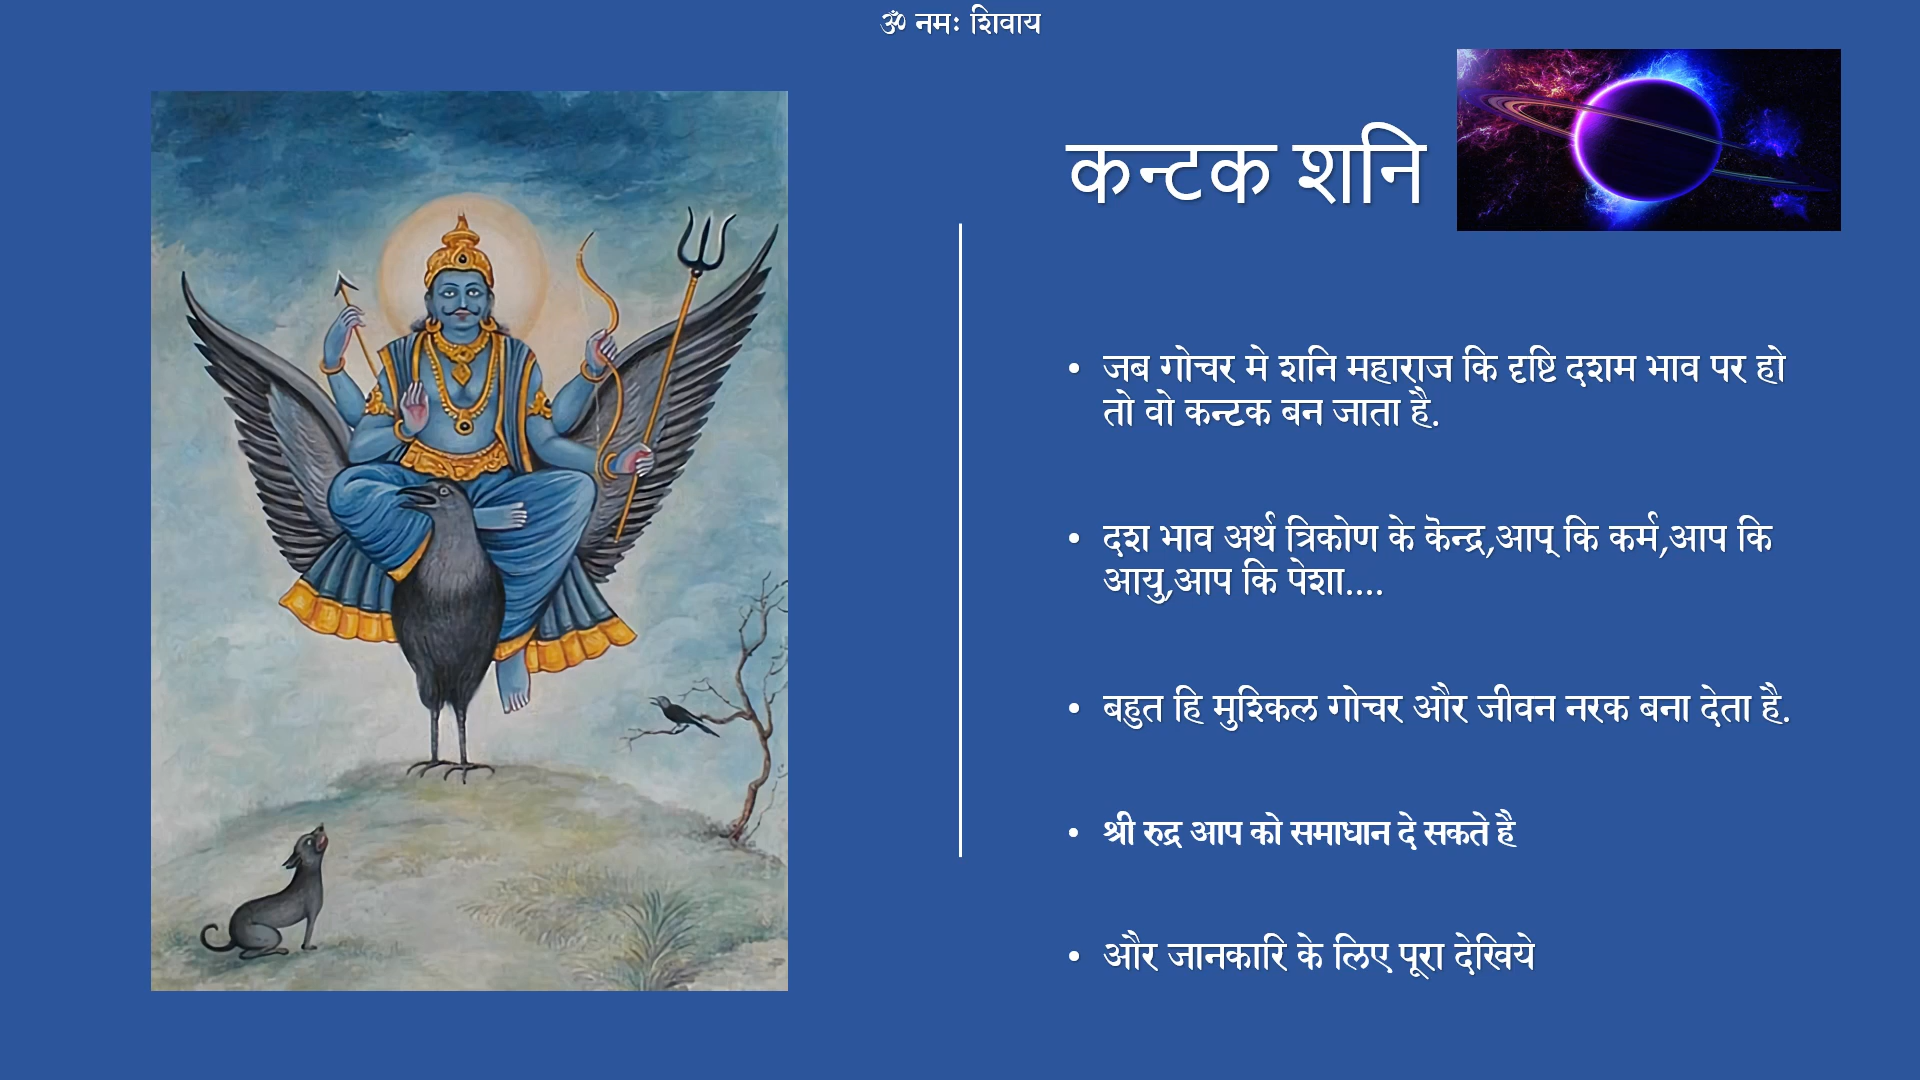 ॐ नमः शिवाय
कन्टक शनि
• जब गोचर मे शनि महाराज कि दृष्टि दशम भाव पर हो
तो वो कन्टक बन जाता है.
• दश भाव अर्थ त्रिकोण के केन्द्र,आप् कि कर्म,आप कि
आयु,आप कि पेशा....
• बहुत हि मुश्किल गोचर और जीवन नरक बना देता है.
• श्री रुद्र आप को समाधान दे सकते है
• और जानकारि के लिए पूरा देखिये